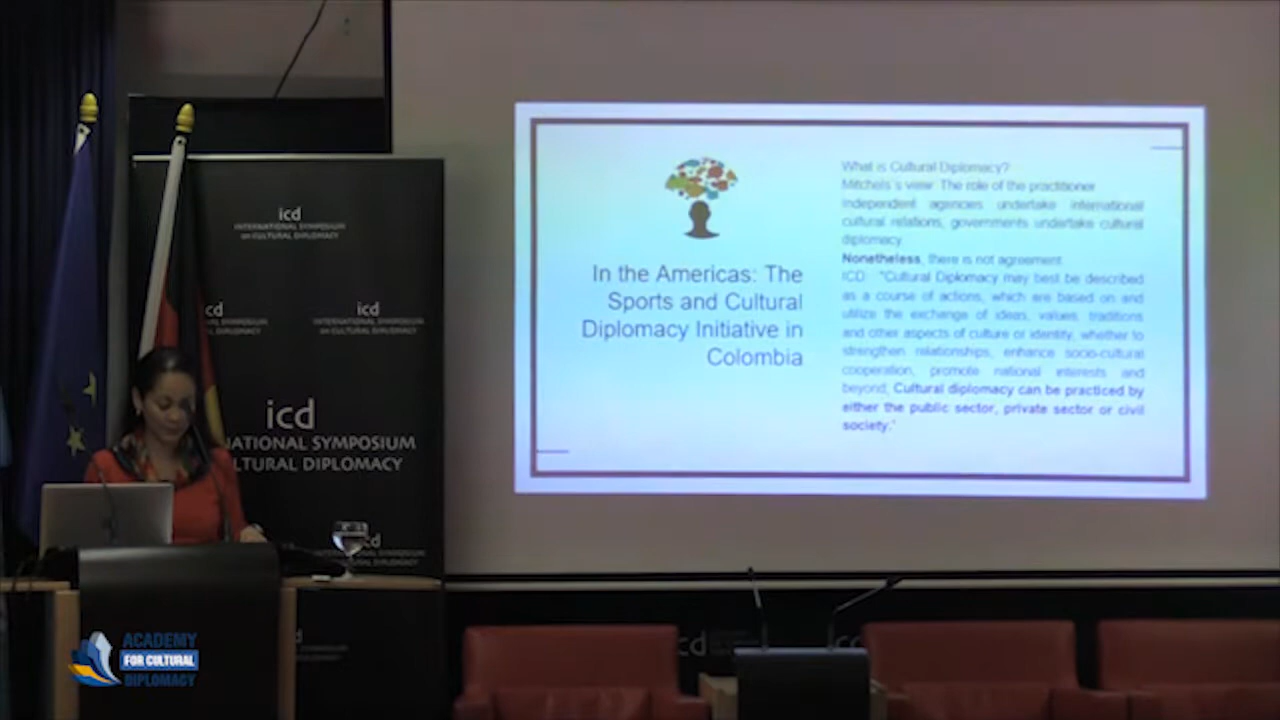 icd
INTERNATIONAL SYMPOSIUM
on CULTURAL DIPLOMACY
icd
icd
INTERNATIONAL SYMPOSIUM
on CULTURAL DIPLOMACY
icd
NATIONAL SYMPOSIUM
LTURAL DIPLOMACY
In the Americas: The
Sports and Cultural
Diplomacy Initiative in
Colombia
What is Cultural Diplomacy?
Mitchels's view: The role of the practitioner
Independent agencies undertake international
cultural relations, governments undertake cultural
diplomacy
Nonetheless, there is not agreement
ICD "Cultural Diplomacy may best be described
as a course of actions, which are based on and
utilize the exchange of ideas, values, traditions
and other aspects of culture or identity, whether to
strengthen relationships, enhance socio-cultural
cooperation, promote national interests and
beyond; Cultural diplomacy can be practiced by
either the public sector, private sector or civil
society."
ACADEMY
FOR CULTURAL
DIPLOMACY